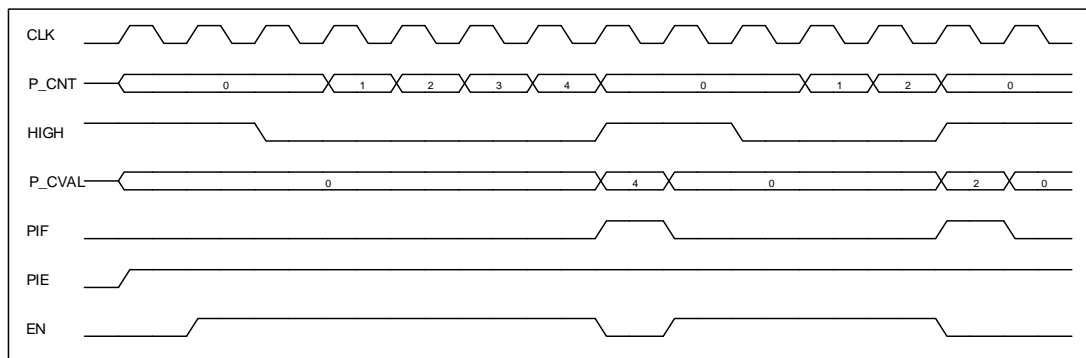 CLK
P_CNT 0 1 2 3 4 0 1 2 0
HIGH
P_CVAL 0 4 0 2 0
PIF
PIE
EN